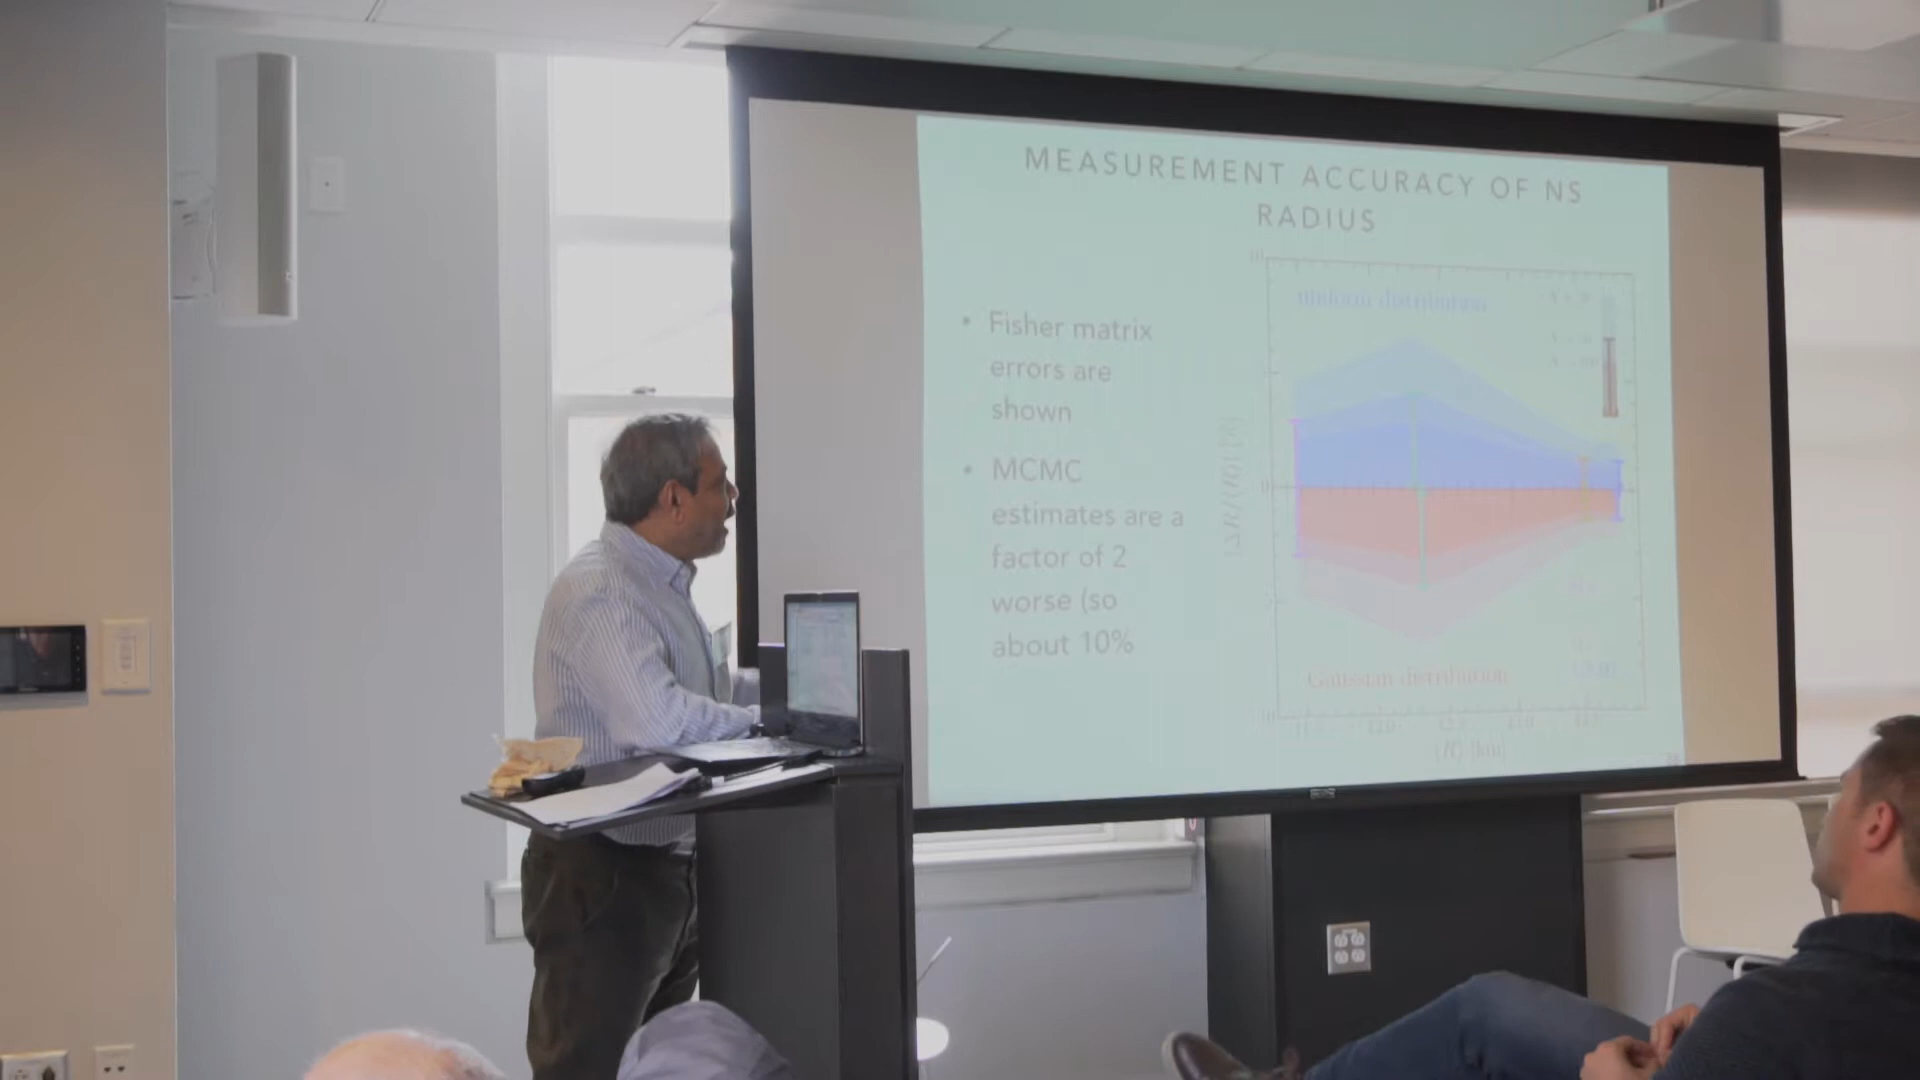 MEASUREMENT ACCURACY OF NS
RADIUS
• Fisher matrix
errors are
shown
• MCMC
estimates are a
factor of 2
worse (so
about 10%
uniform distribution
Gaussian distribution
⟨R⟩ [km]